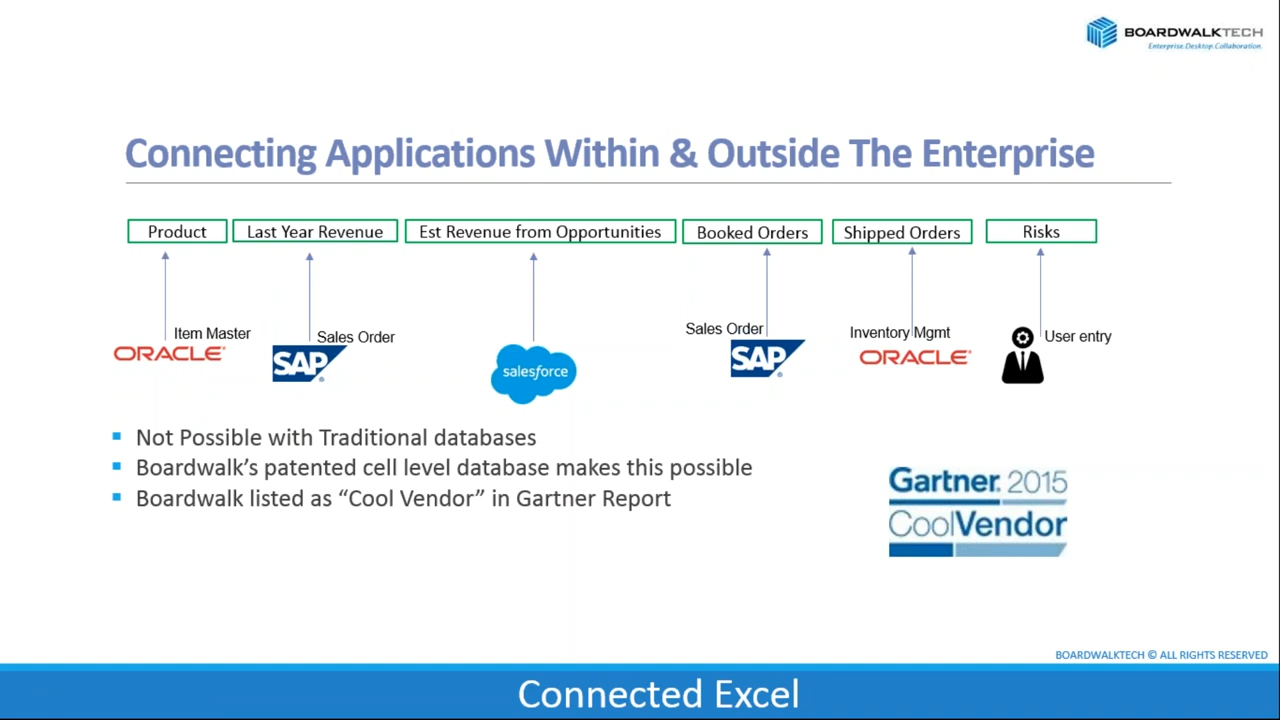 BOARDWALKTECH
Enterprise.Desktop.Collaboration.
Connecting Applications Within & Outside The Enterprise
Product
Last Year Revenue
Est Revenue from Opportunities
Booked Orders
Shipped Orders
Risks
Item Master
ORACLE®
Sales Order
SAP®
salesforce
Sales Order
SAP®
Inventory Mgmt
ORACLE®
User entry
Not Possible with Traditional databases
Boardwalk’s patented cell level database makes this possible
Boardwalk listed as “Cool Vendor” in Gartner Report
Gartner. 2015
CoolVendor
BOARDWALKTECH © ALL RIGHTS RESERVED
Connected Excel